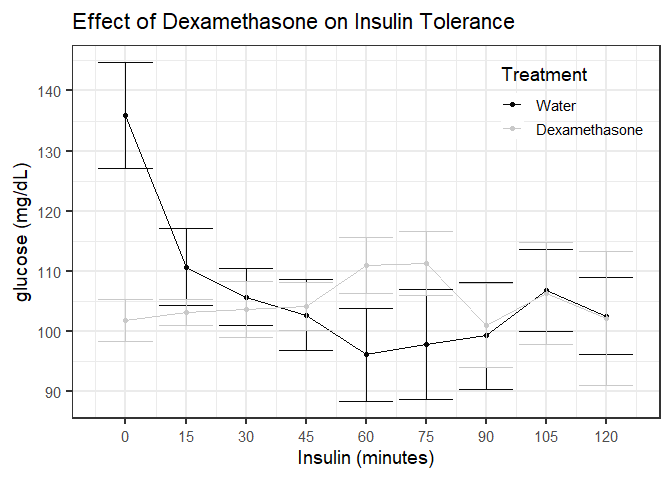 Effect of Dexamethasone on Insulin Tolerance
Treatment
Water
Dexamethasone
glucose (mg/dL)
140
130
120
110
100
90
0 15 30 45 60 75 90 105 120
Insulin (minutes)